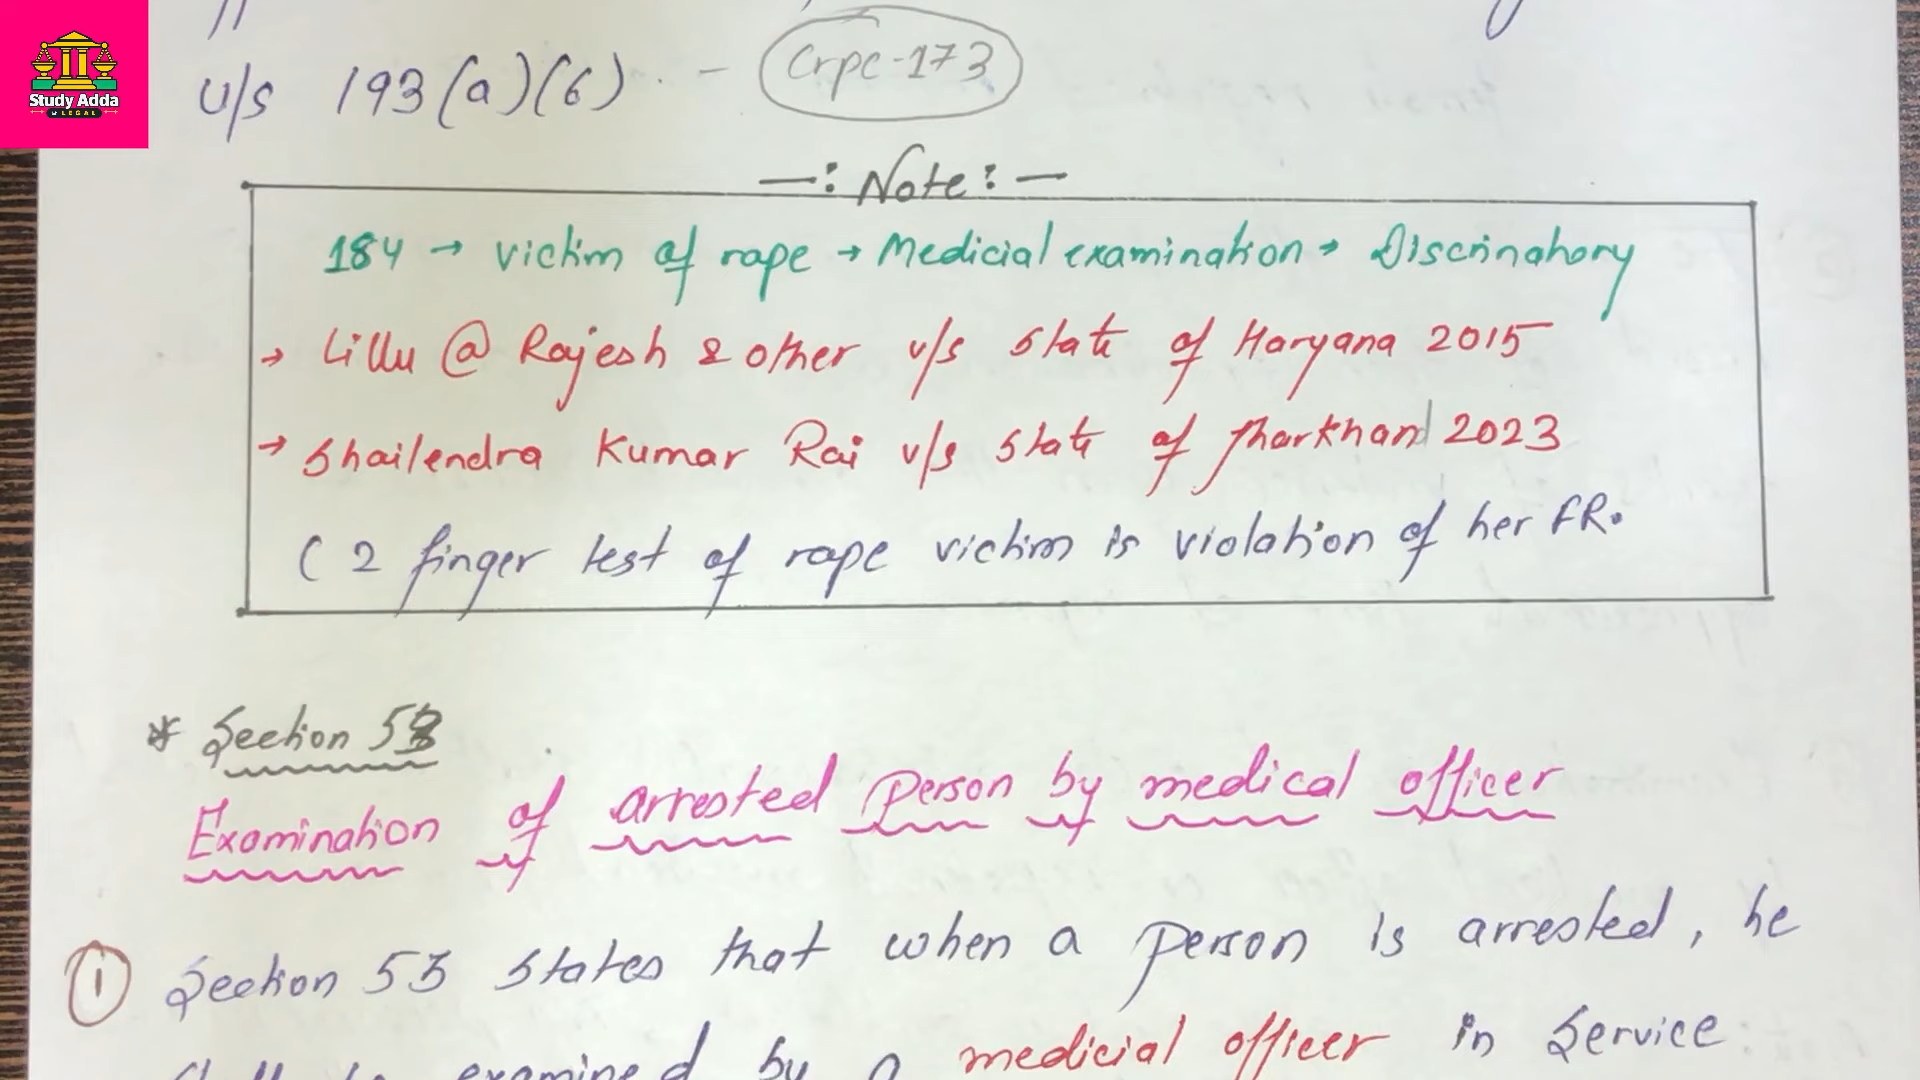 Study Adda
LEGAL
u/s 193(a)(6) - Crpc-173
-: Note :-
184 → victim of rape → Medicial examination → Discrinatory
→ Lillu @ Rajesh & other v/s State of Haryana 2015
→ Shailendra Kumar Rai v/s State of Jharkhand 2023
( 2 finger test of rape victim is violation of her FR.
* Section 53
Examination of arrested person by medical officer
① Section 53 states that when a person is arrested, he
examined by a medicial officer in Service